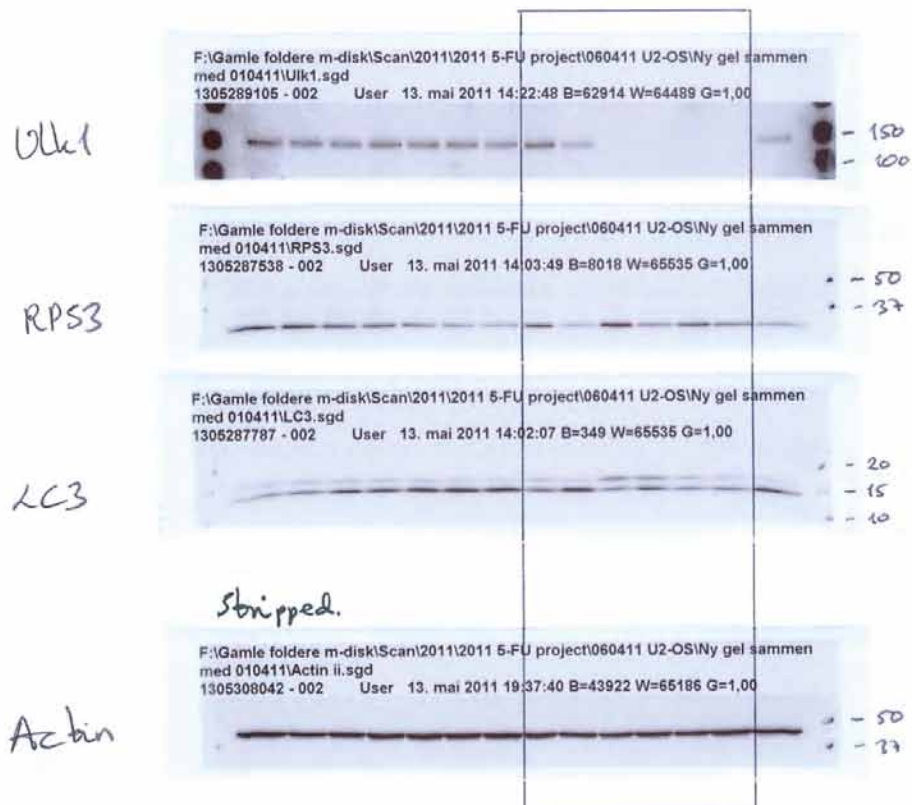 F:\Gamle foldere m-disk\Scan\2011\2011 5-FU project\060411 U2-OS\Ny gel sammen
med 010411\Ulk1.sgd
1305289105 - 002 User 13. mai 2011 14:22:48 B=62914 W=64489 G=1,00
Ulk1
- 150
- 100
F:\Gamle foldere m-disk\Scan\2011\2011 5-FU project\060411 U2-OS\Ny gel sammen
med 010411\RPS3.sgd
1305287538 - 002 User 13. mai 2011 14:03:49 B=8018 W=65535 G=1,00
- 50
- 37
RPS3
F:\Gamle foldere m-disk\Scan\2011\2011 5-FU project\060411 U2-OS\Ny gel sammen
med 010411\LC3.sgd
1305287787 - 002 User 13. mai 2011 14:02:07 B=349 W=65535 G=1,00
- 20
LC3
- 15
- 10
Stripped.
F:\Gamle foldere m-disk\Scan\2011\2011 5-FU project\060411 U2-OS\Ny gel sammen
med 010411\Actin ii.sgd
1305308042 - 002 User 13. mai 2011 19:37:40 B=43922 W=65186 G=1,00
- 50
Actin
- 37